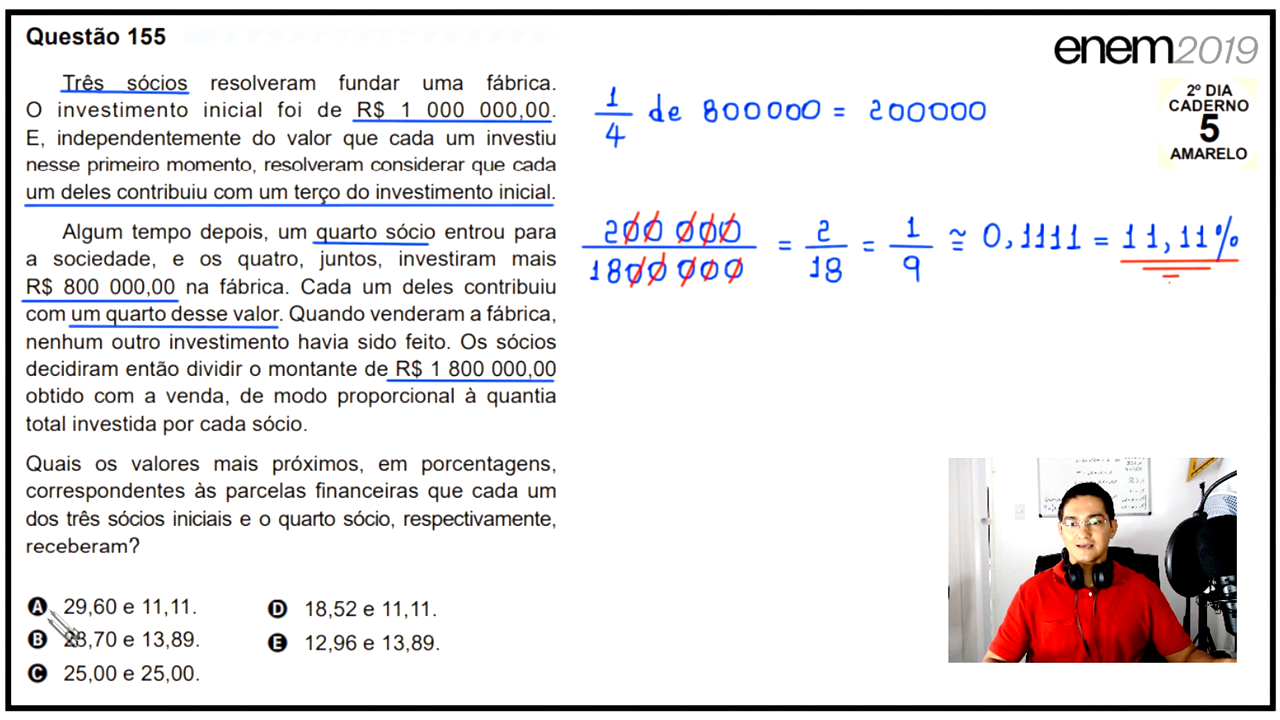 Questão 155
enem2019
2º DIA
CADERNO
5
AMARELO
Três sócios resolveram fundar uma fábrica.
O investimento inicial foi de R$ 1 000 000,00.
E, independentemente do valor que cada um investiu
nesse primeiro momento, resolveram considerar que cada
um deles contribuiu com um terço do investimento inicial.
Algum tempo depois, um quarto sócio entrou para
a sociedade, e os quatro, juntos, investiram mais
R$ 800 000,00 na fábrica. Cada um deles contribuiu
com um quarto desse valor. Quando venderam a fábrica,
nenhum outro investimento havia sido feito. Os sócios
decidiram então dividir o montante de R$ 1 800 000,00
obtido com a venda, de modo proporcional à quantia
total investida por cada sócio.
Quais os valores mais próximos, em porcentagens,
correspondentes às parcelas financeiras que cada um
dos três sócios iniciais e o quarto sócio, respectivamente,
receberam?
A 29,60 e 11,11.
B 28,70 e 13,89.
C 25,00 e 25,00.
D 18,52 e 11,11.
E 12,96 e 13,89.
1/4 de 800000 = 200000
200 000/1800 000 = 2/18 = 1/9 ≅ 0,1111 = 11,11%